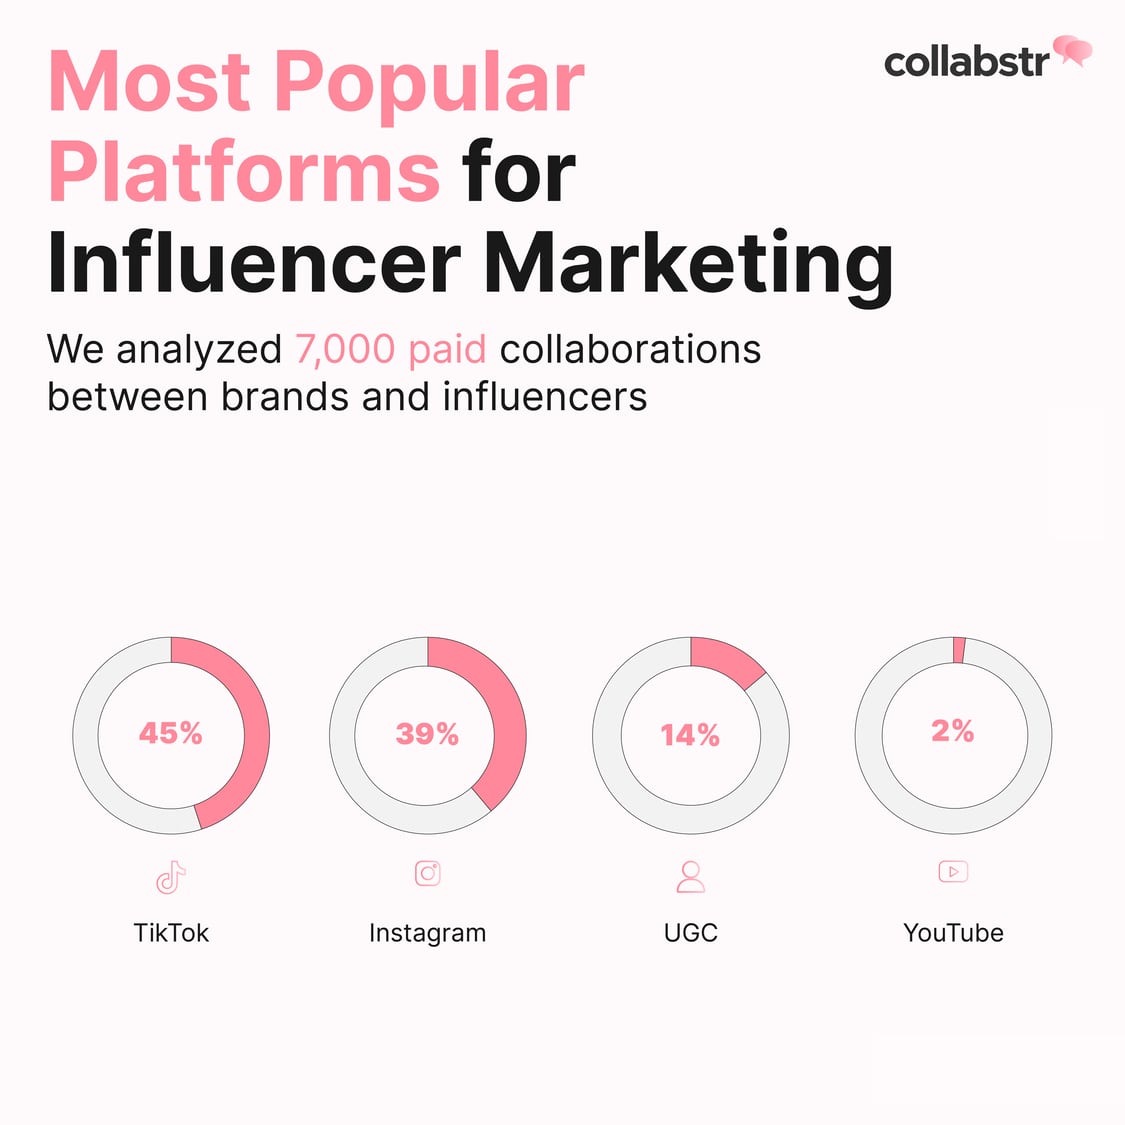 collabstr
Most Popular
Platforms for
Influencer Marketing
We analyzed 7,000 paid collaborations
between brands and influencers
45%
39%
14%
2%
TikTok
Instagram
UGC
YouTube